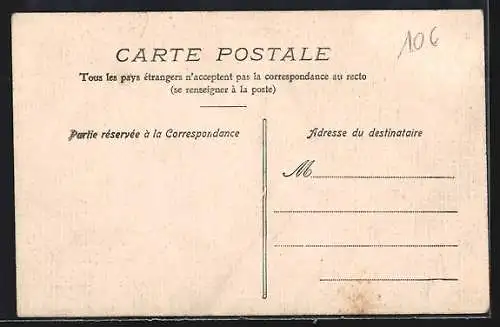 106
CARTE POSTALE
Tous les pays étrangers n'acceptent pas la correspondance au recto
(se renseigner à la poste)
Partie réservée à la Correspondance
Adresse du destinataire
M